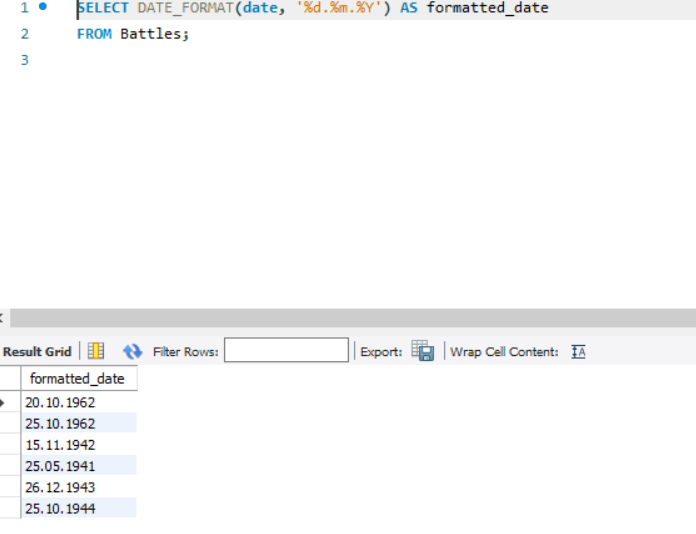 1 SELECT DATE_FORMAT(date, '%d.%m.%Y') AS formatted_date
2 FROM Battles;
3
Result Grid Filter Rows: Export: Wrap Cell Content: IA
formatted_date
20.10.1962
25.10.1962
15.11.1942
25.05.1941
26.12.1943
25.10.1944